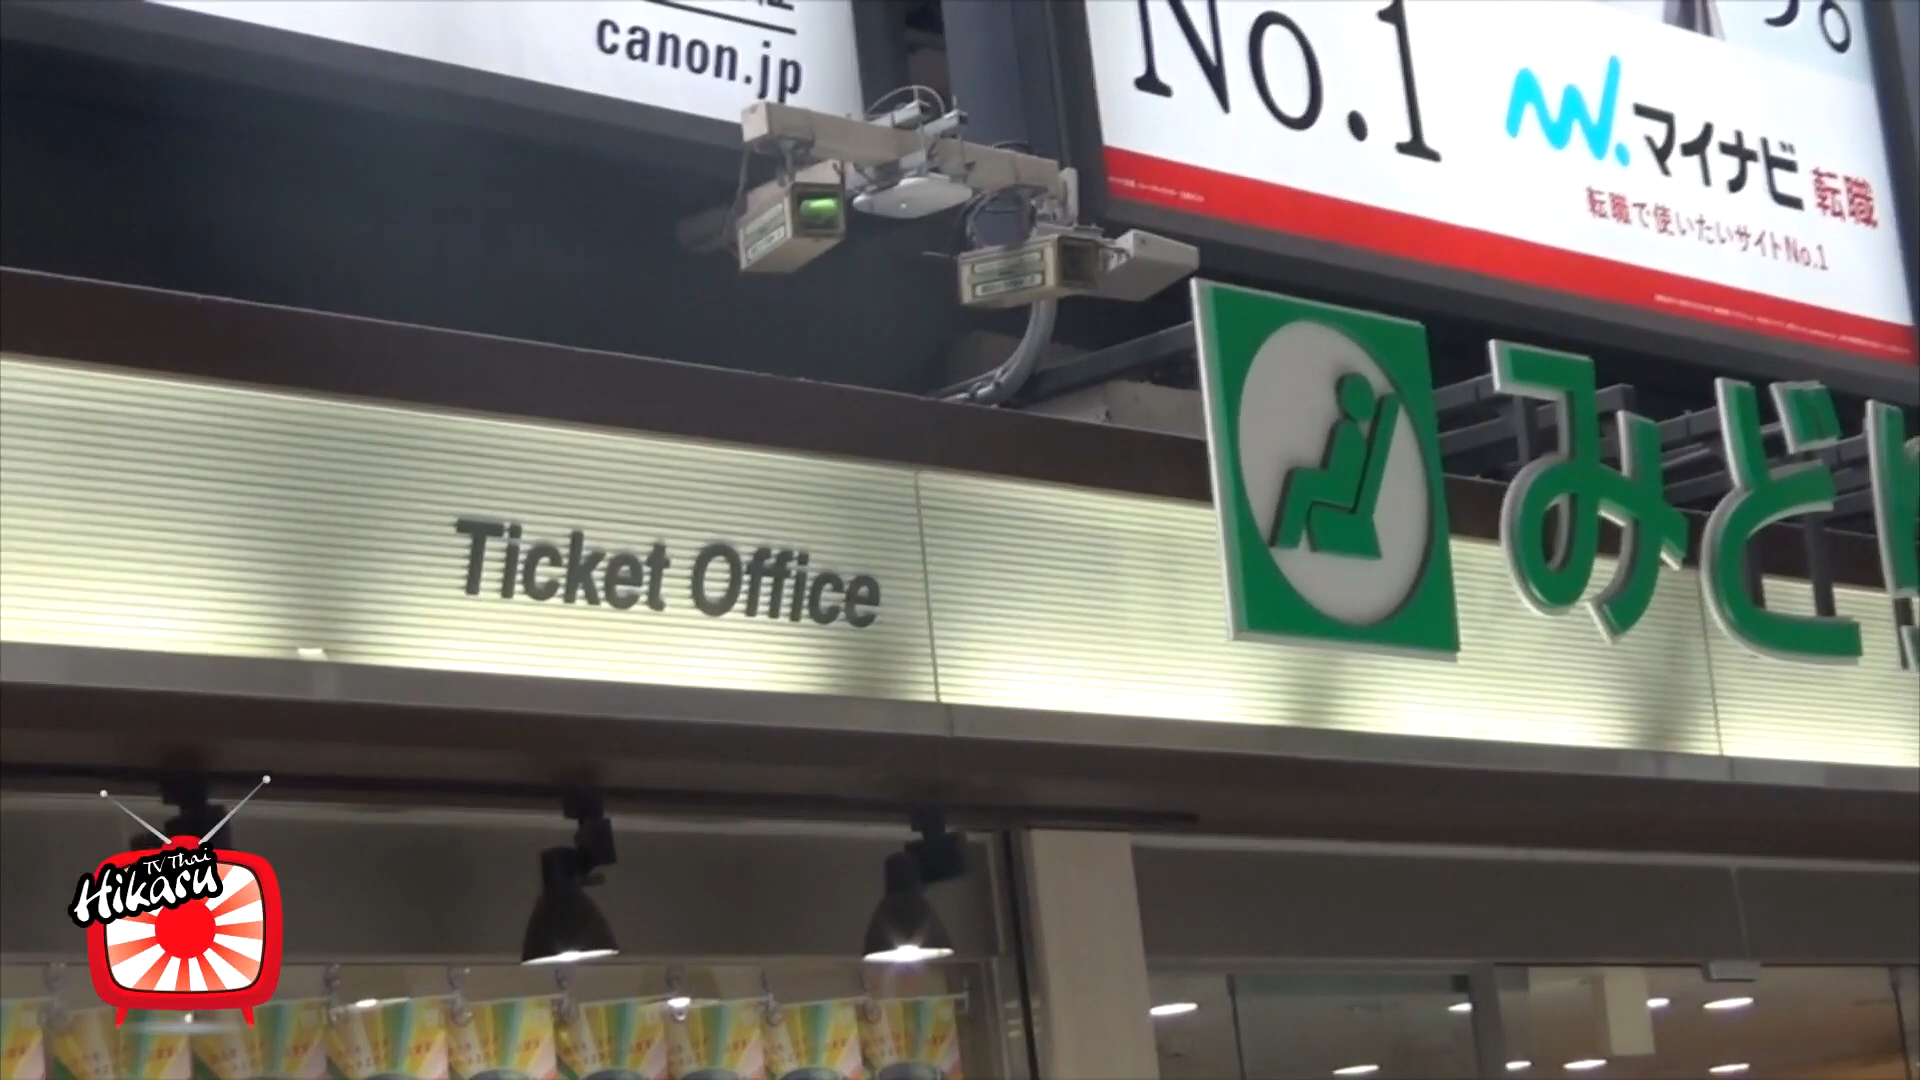 canon.jp
No.1
マイナビ 転職
転職で使いたいサイトNo.1
Ticket Office
みど
TV Thai
Hikaru